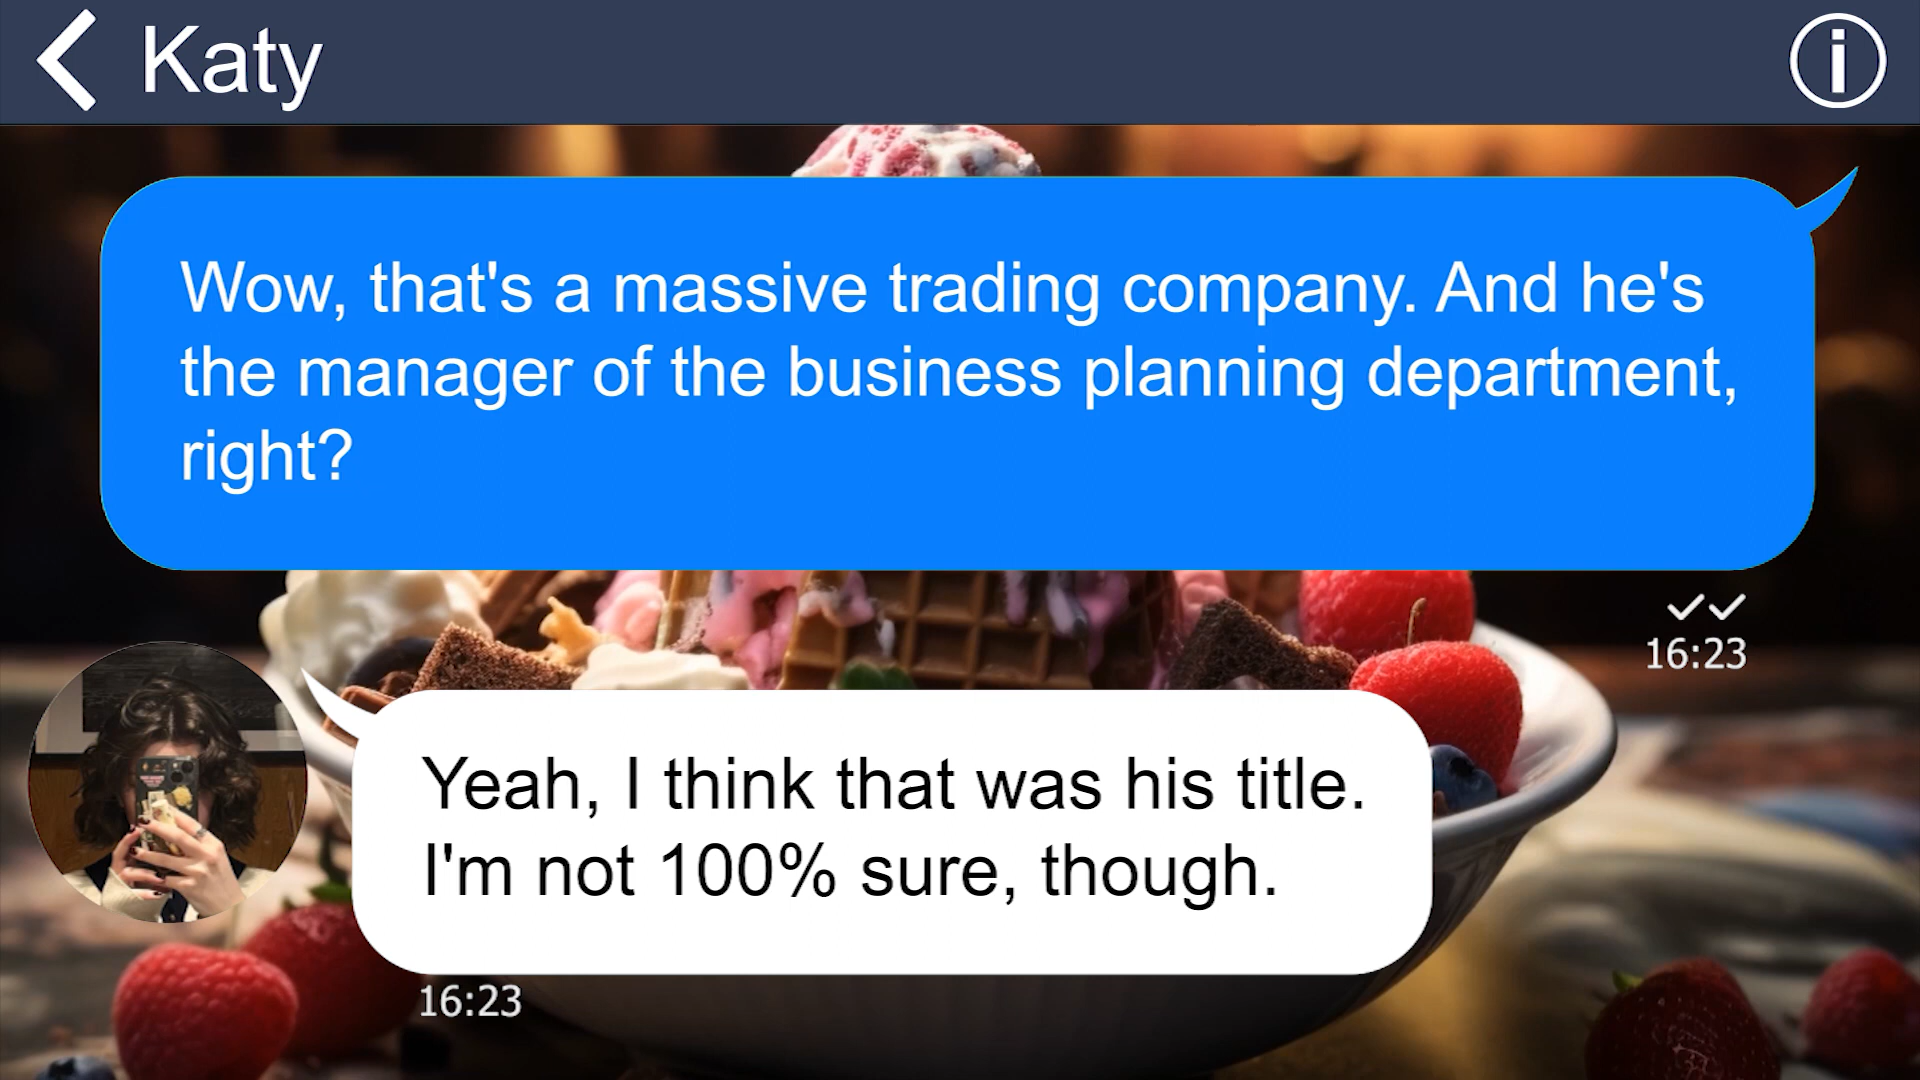 Katy
Wow, that's a massive trading company. And he's
the manager of the business planning department,
right?
16:23
Yeah, I think that was his title.
I'm not 100% sure, though.
16:23